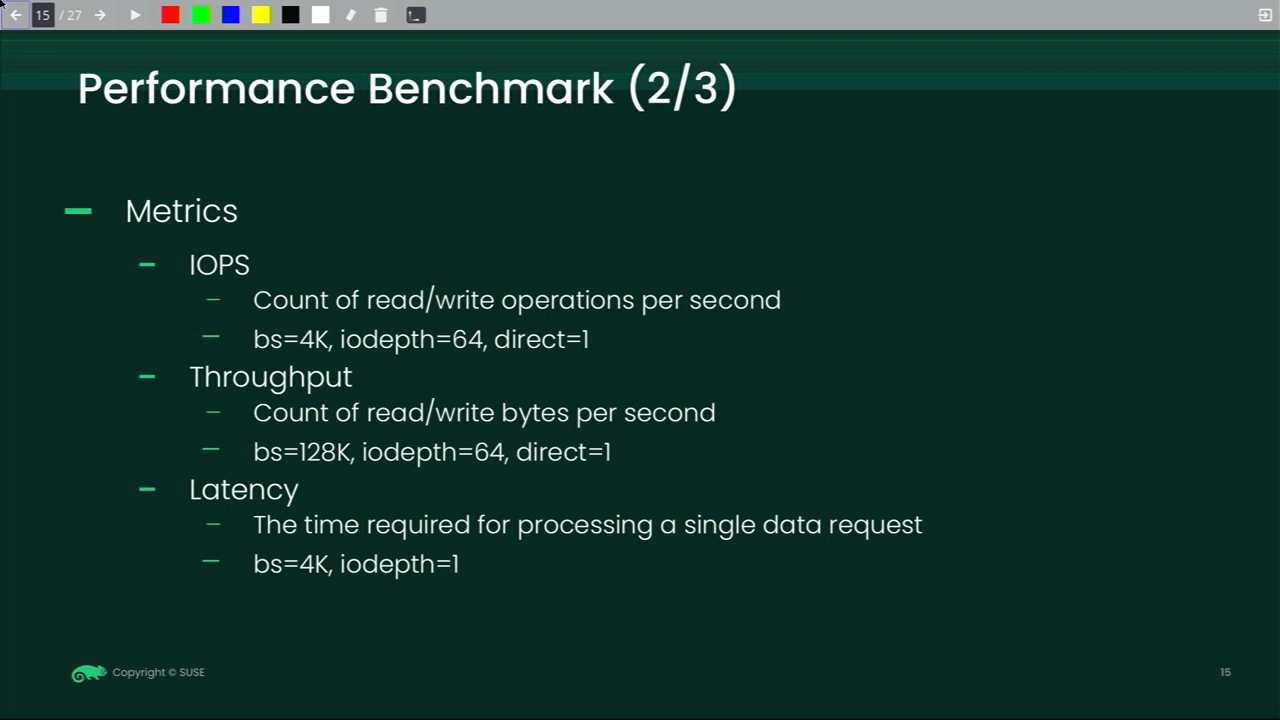 15 / 27
Performance Benchmark (2/3)
Metrics
IOPS
Count of read/write operations per second
bs=4K, iodepth=64, direct=1
Throughput
Count of read/write bytes per second
bs=128K, iodepth=64, direct=1
Latency
The time required for processing a single data request
bs=4K, iodepth=1
Copyright © SUSE
15